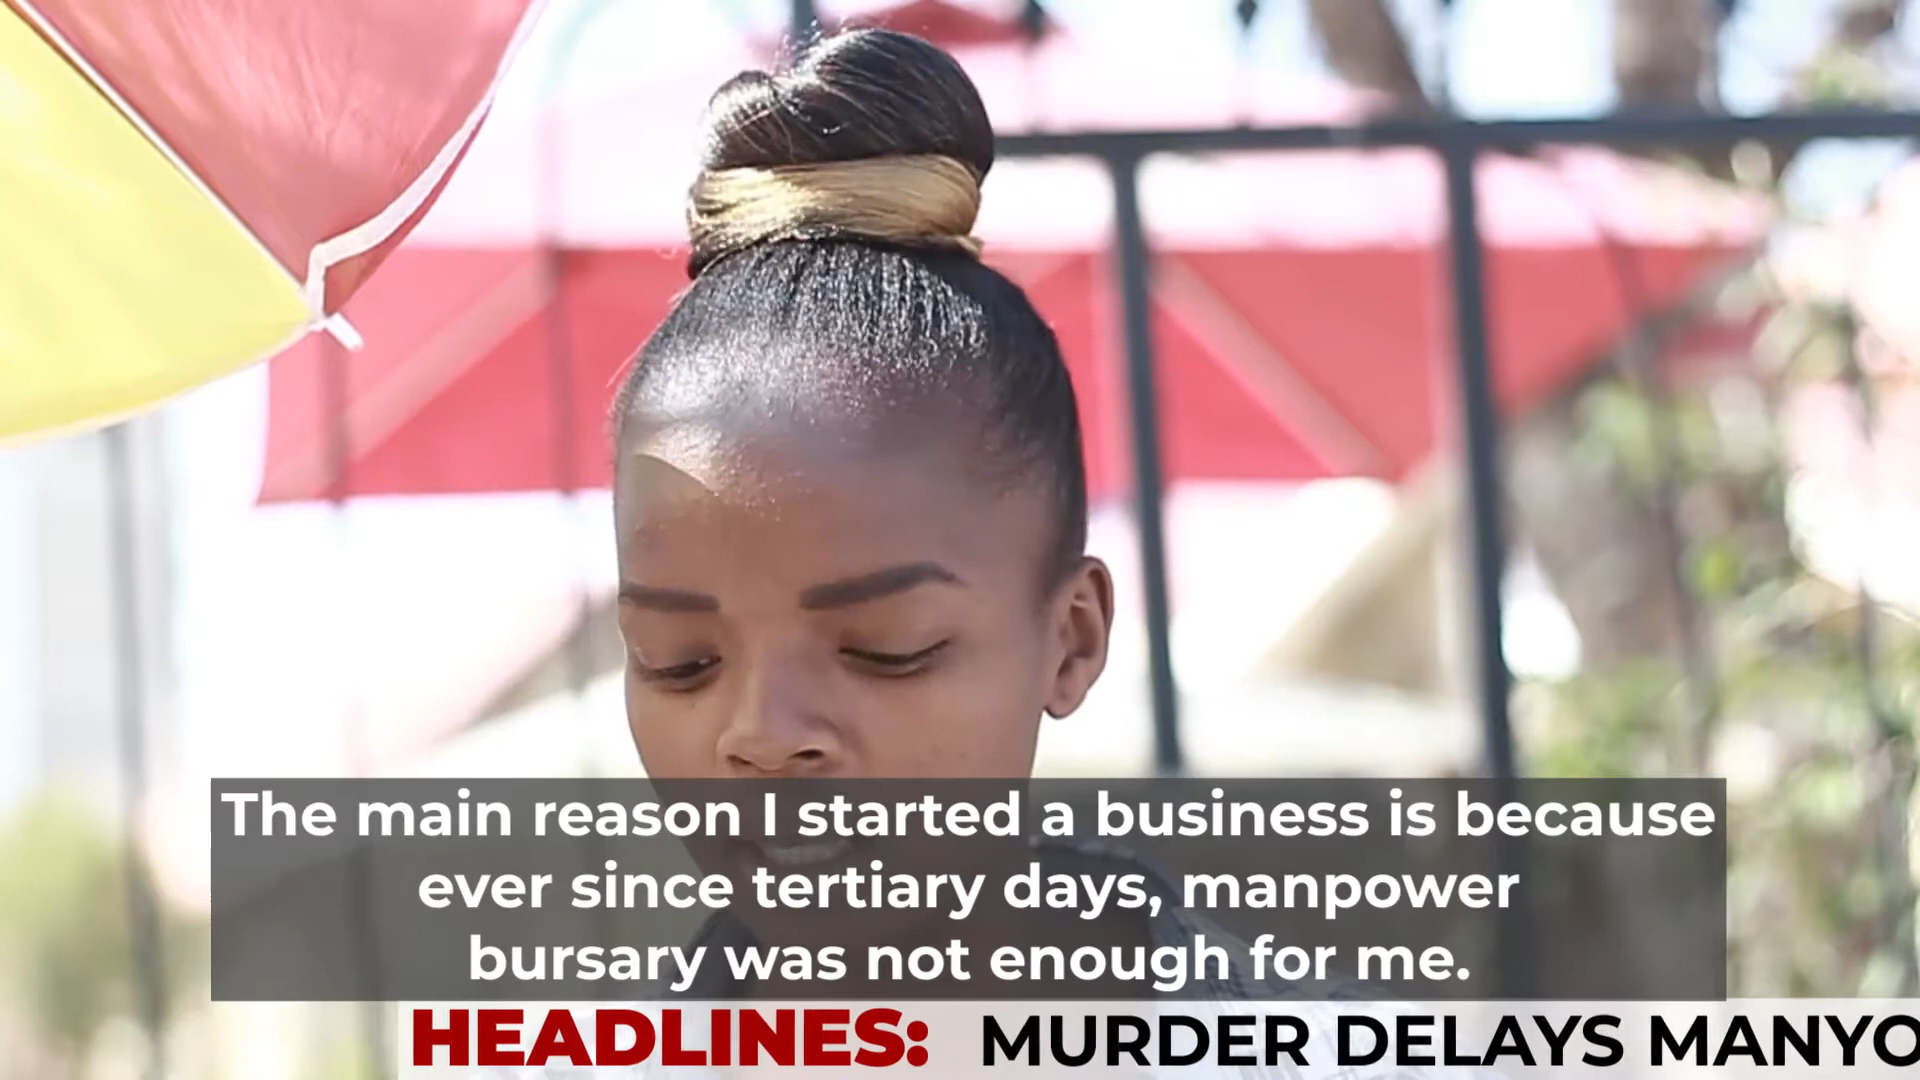 The main reason I started a business is because
ever since tertiary days, manpower
bursary was not enough for me.
HEADLINES: MURDER DELAYS MANYO